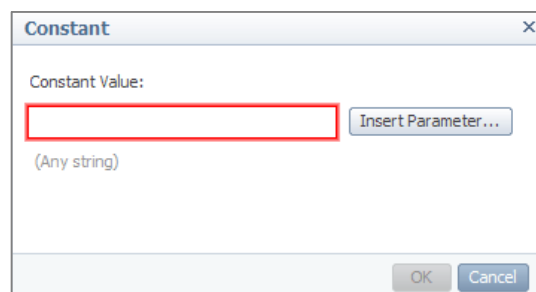 Constant ×
Constant Value:
Insert Parameter...
(Any string)
OK Cancel